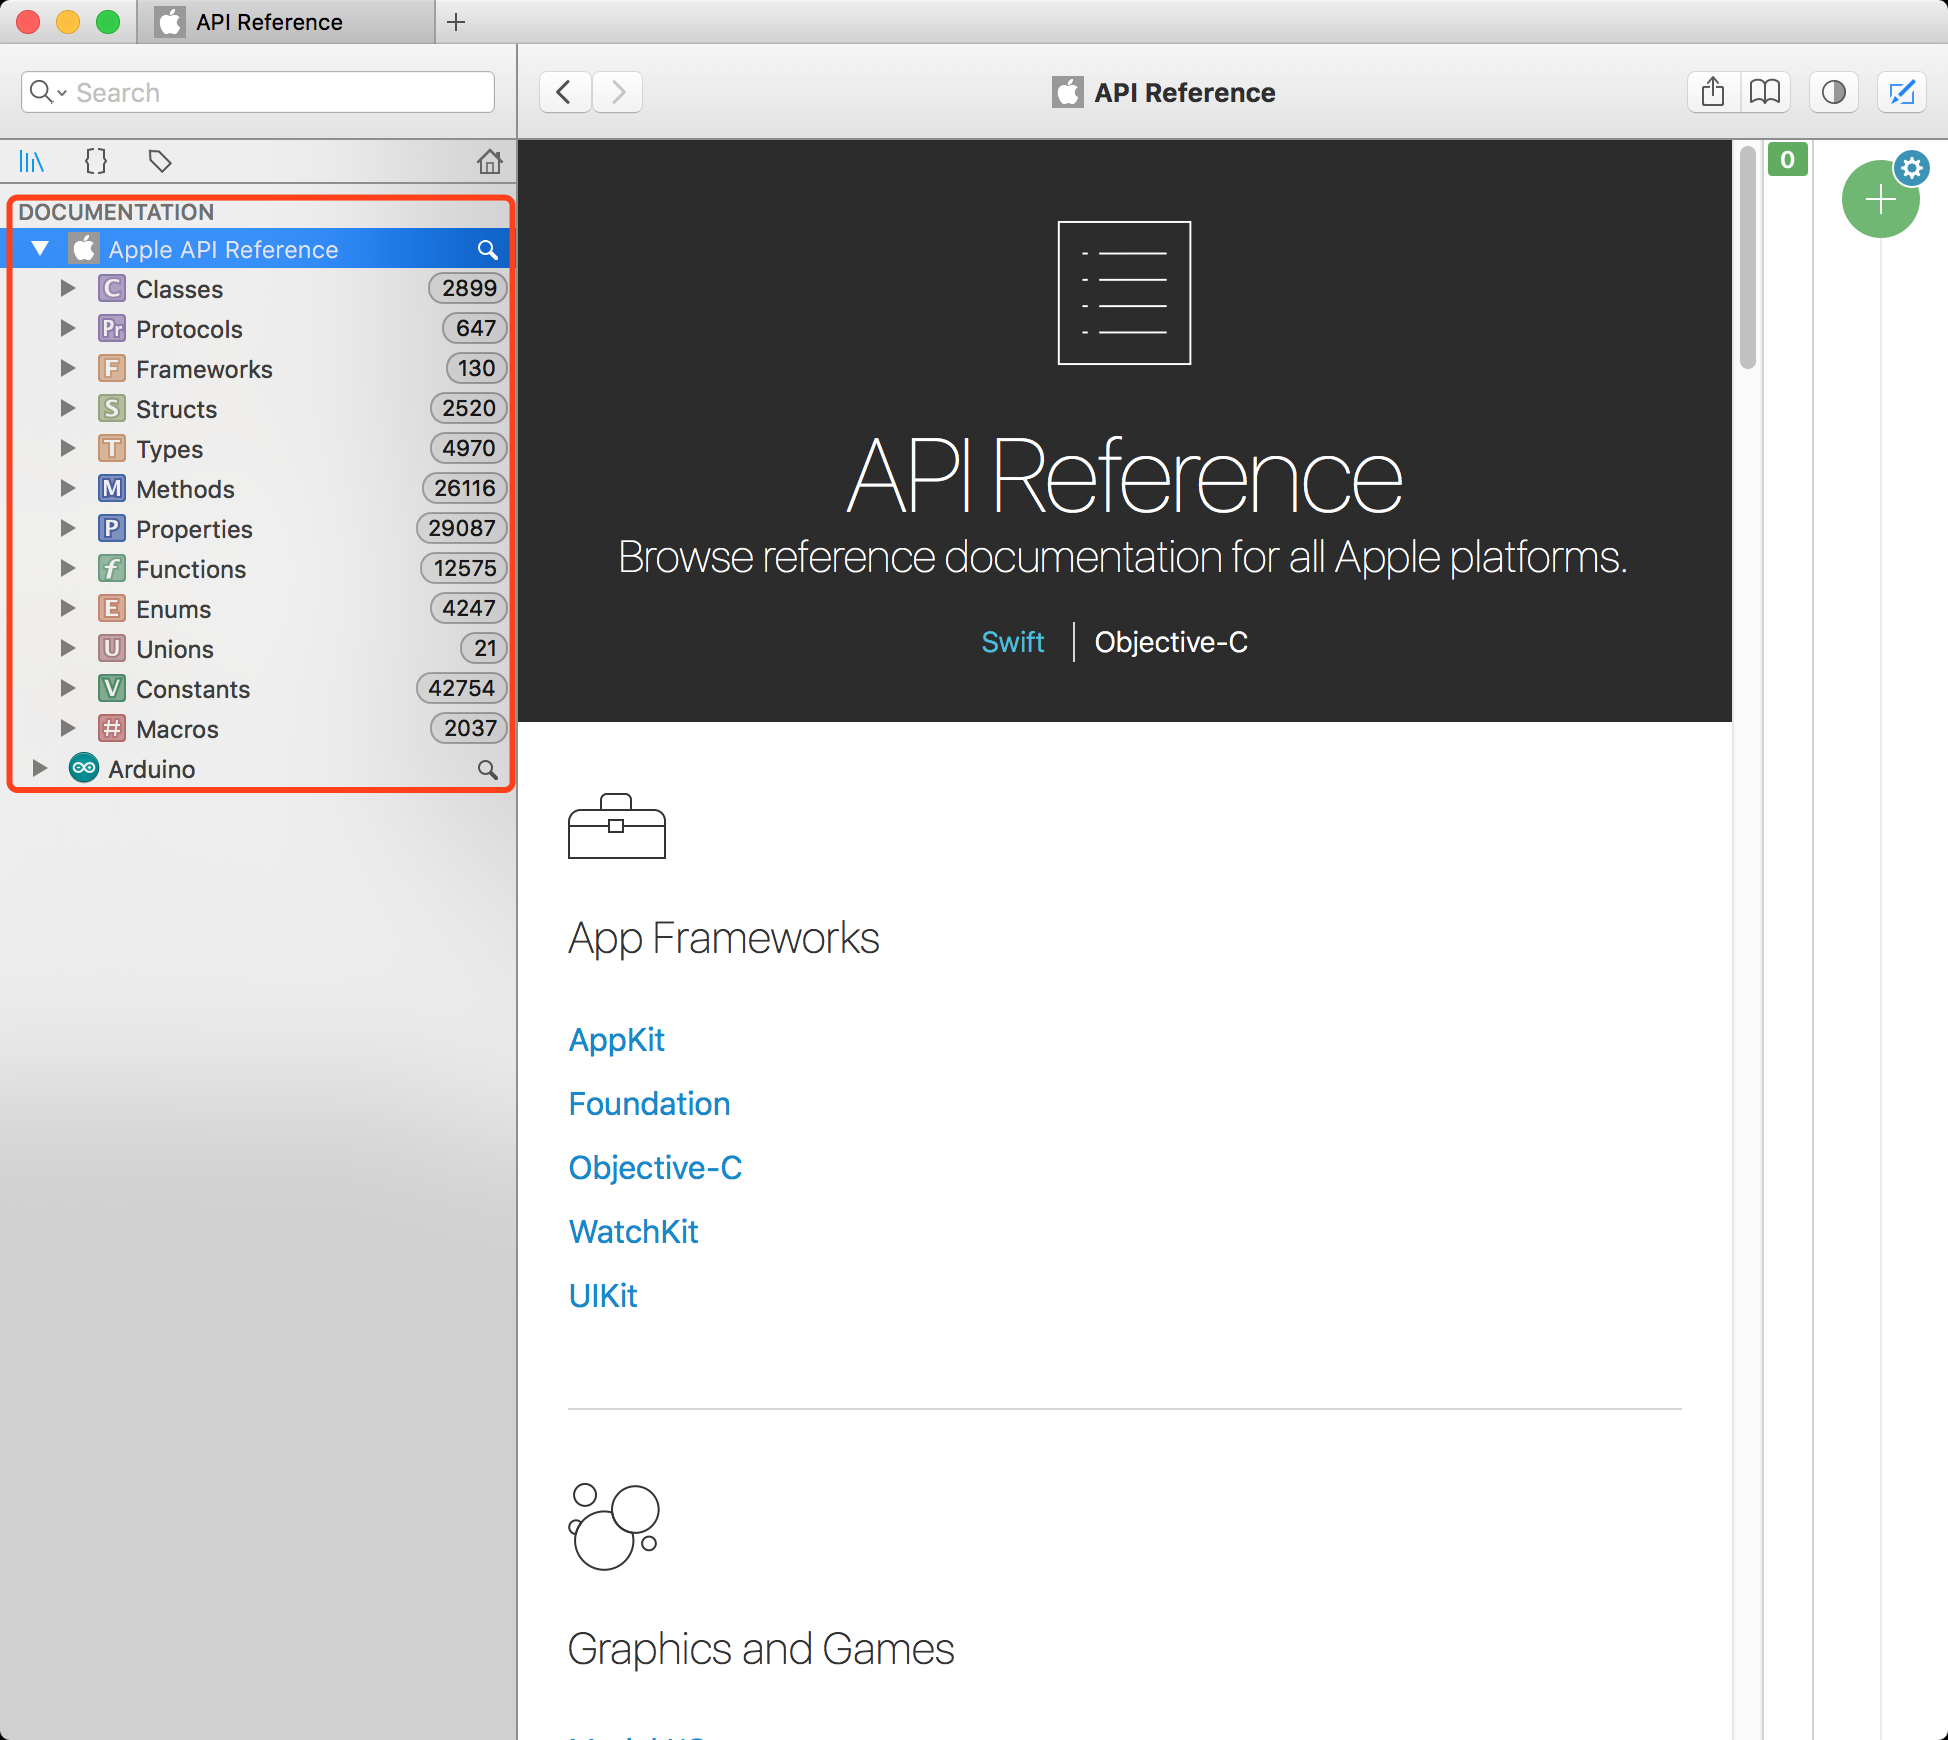 API Reference
Search
API Reference
DOCUMENTATION
Apple API Reference
C Classes 2899
Pr Protocols 647
F Frameworks 130
S Structs 2520
T Types 4970
M Methods 26116
P Properties 29087
f Functions 12575
E Enums 4247
U Unions 21
V Constants 42754
# Macros 2037
Arduino
0
API Reference
Browse reference documentation for all Apple platforms.
Swift
Objective-C
App Frameworks
AppKit
Foundation
Objective-C
WatchKit
UIKit
Graphics and Games